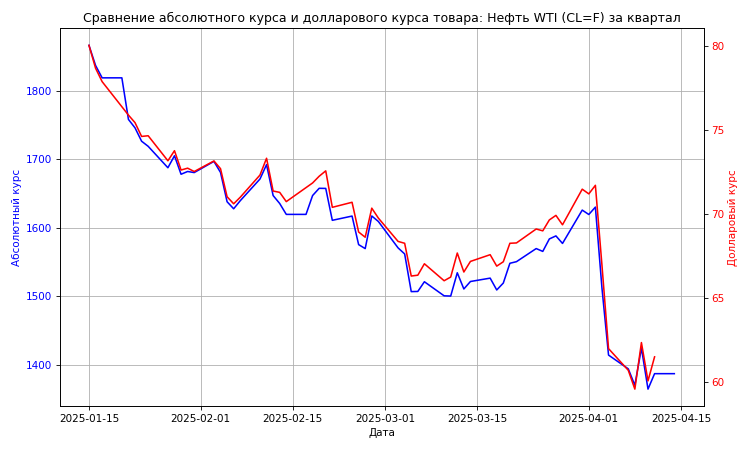 Сравнение абсолютного курса и долларового курса товара: Нефть WTI (CL=F) за квартал
1800
1700
1600
1500
1400
Абсолютный курс
80
75
70
65
60
Долларовый курс
2025-01-15 2025-02-01 2025-02-15 2025-03-01 2025-03-15 2025-04-01 2025-04-15
Дата